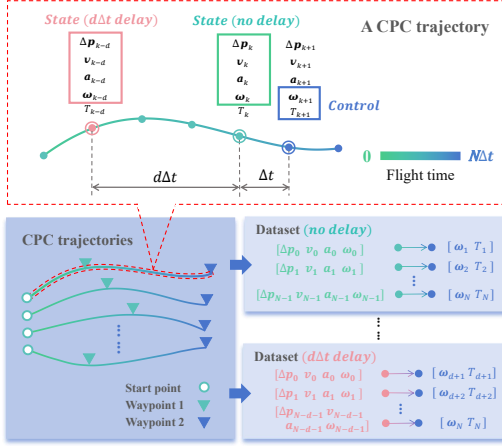 State (dΔt delay)
State (no delay)
A CPC trajectory
Δp_{k-d}
v_{k-d}
a_{k-d}
ω_{k-d}
T_{k-d}
Δp_k
v_k
a_k
ω_k
T_k
Δp_{k+1}
v_{k+1}
a_{k+1}
ω_{k+1}
T_{k+1}
Control
dΔt
Δt
0
NΔt
Flight time
CPC trajectories
Start point
Waypoint 1
Waypoint 2
Dataset (no delay)
[Δp_0 v_0 a_0 ω_0] [ω_1 T_1]
[Δp_1 v_1 a_1 ω_1] [ω_2 T_2]
[Δp_{N-1} v_{N-1} a_{N-1} ω_{N-1}] [ω_N T_N]
Dataset (dΔt delay)
[Δp_0 v_0 a_0 ω_0] [ω_{d+1} T_{d+1}]
[Δp_1 v_1 a_1 ω_1] [ω_{d+2} T_{d+2}]
[Δp_{N-d-1} v_{N-d-1}
a_{N-d-1} ω_{N-d-1}] [ω_N T_N]